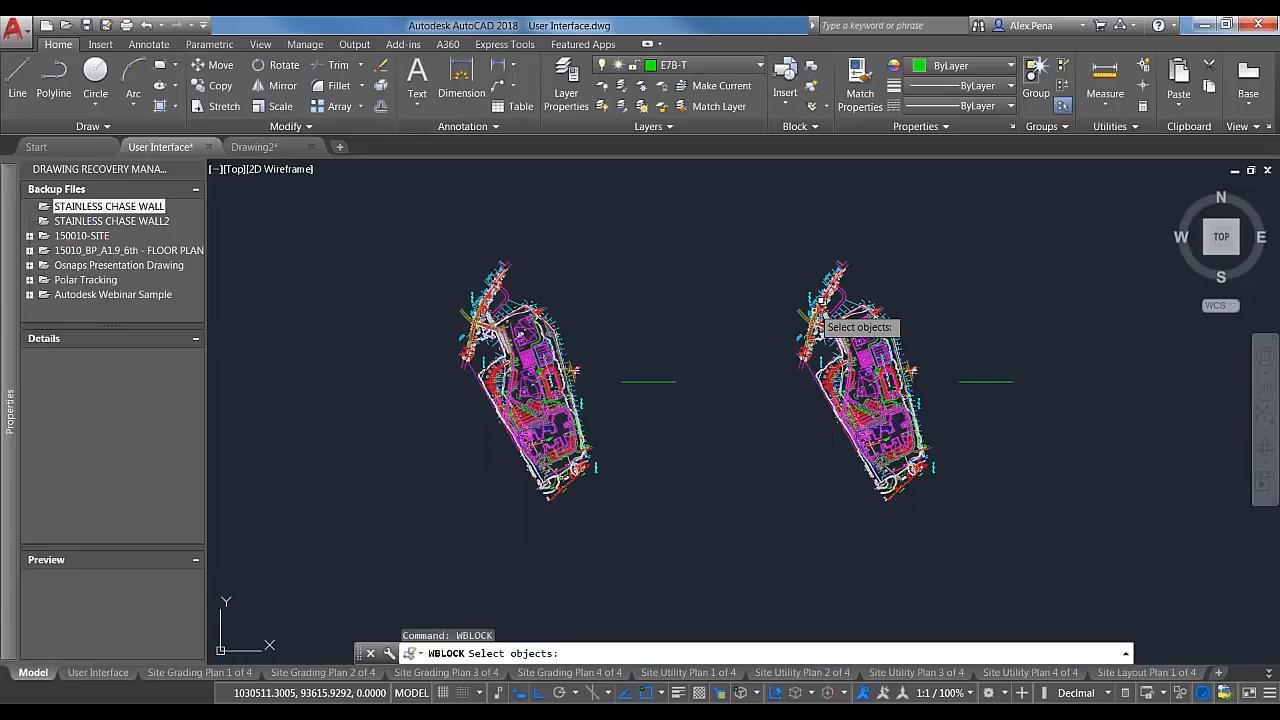 Autodesk AutoCAD 2018 User Interface.dwg
Type a keyword or phrase
Alex.Pena
Home Insert Annotate Parametric View Manage Output Add-ins A360 Express Tools Featured Apps
Line
Polyline
Circle
Arc
Move
Rotate
Trim
Copy
Mirror
Fillet
Stretch
Scale
Array
Text
Dimension
Table
Layer
Properties
E7B-T
Make Current
Match Layer
Insert
Match
Properties
ByLayer
ByLayer
ByLayer
Group
Measure
Paste
Base
Draw Modify Annotation Layers Block Properties Groups Utilities Clipboard View
Start User Interface* Drawing2*
DRAWING RECOVERY MANA...
Backup Files
STAINLESS CHASE WALL
STAINLESS CHASE WALL2
150010-SITE
15010_BP_A1.9_6th - FLOOR PLAN
Osnaps Presentation Drawing
Polar Tracking
Autodesk Webinar Sample
Details
Preview
Properties
[−][Top][2D Wireframe]
N
W TOP E
S
WCS
Select objects:
Y
X
Command: WBLOCK
WBLOCK Select objects:
Model User Interface Site Grading Plan 1 of 4 Site Grading Plan 2 of 4 Site Grading Plan 3 of 4 Site Grading Plan 4 of 4 Site Utility Plan 1 of 4 Site Utility Plan 2 of 4 Site Utility Plan 3 of 4 Site Utility Plan 4 of 4 Site Layout Plan 1 of 4
1030511.3005, 93615.9292, 0.0000 MODEL 1:1 / 100% Decimal